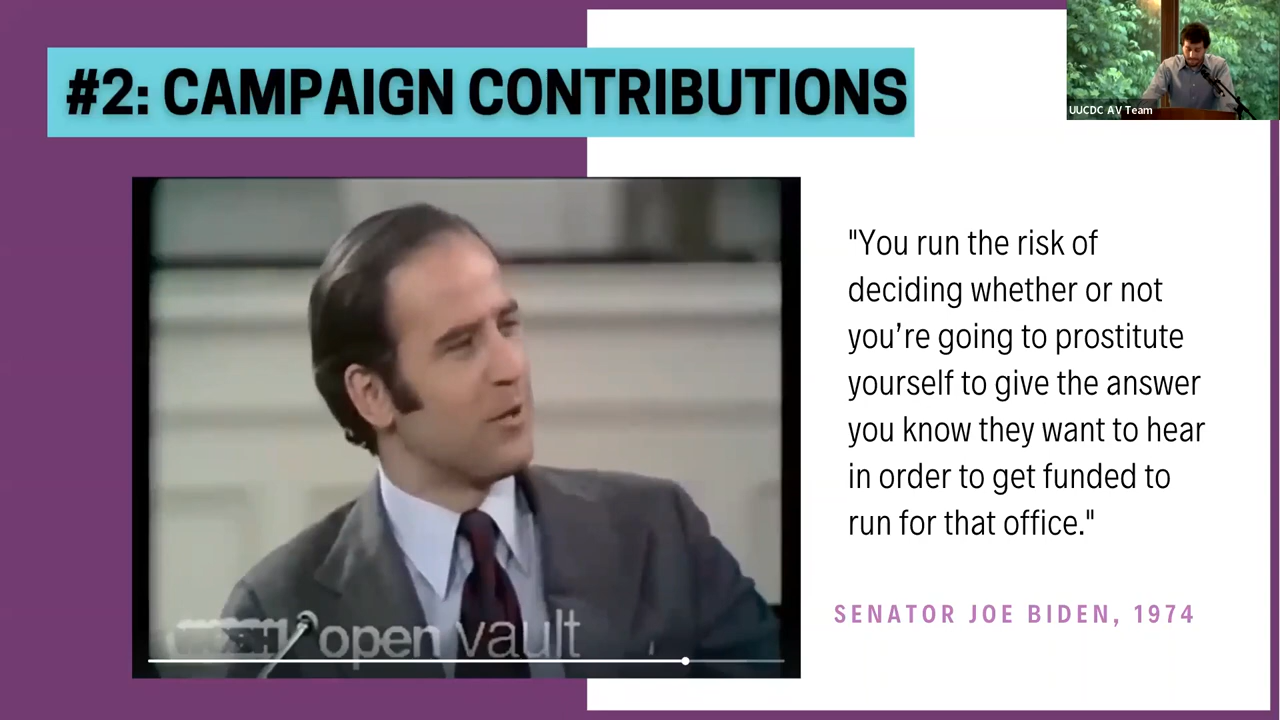 #2: CAMPAIGN CONTRIBUTIONS
UUCDC AV Team
"You run the risk of
deciding whether or not
you’re going to prostitute
yourself to give the answer
you know they want to hear
in order to get funded to
run for that office."
SENATOR JOE BIDEN, 1974
open vault